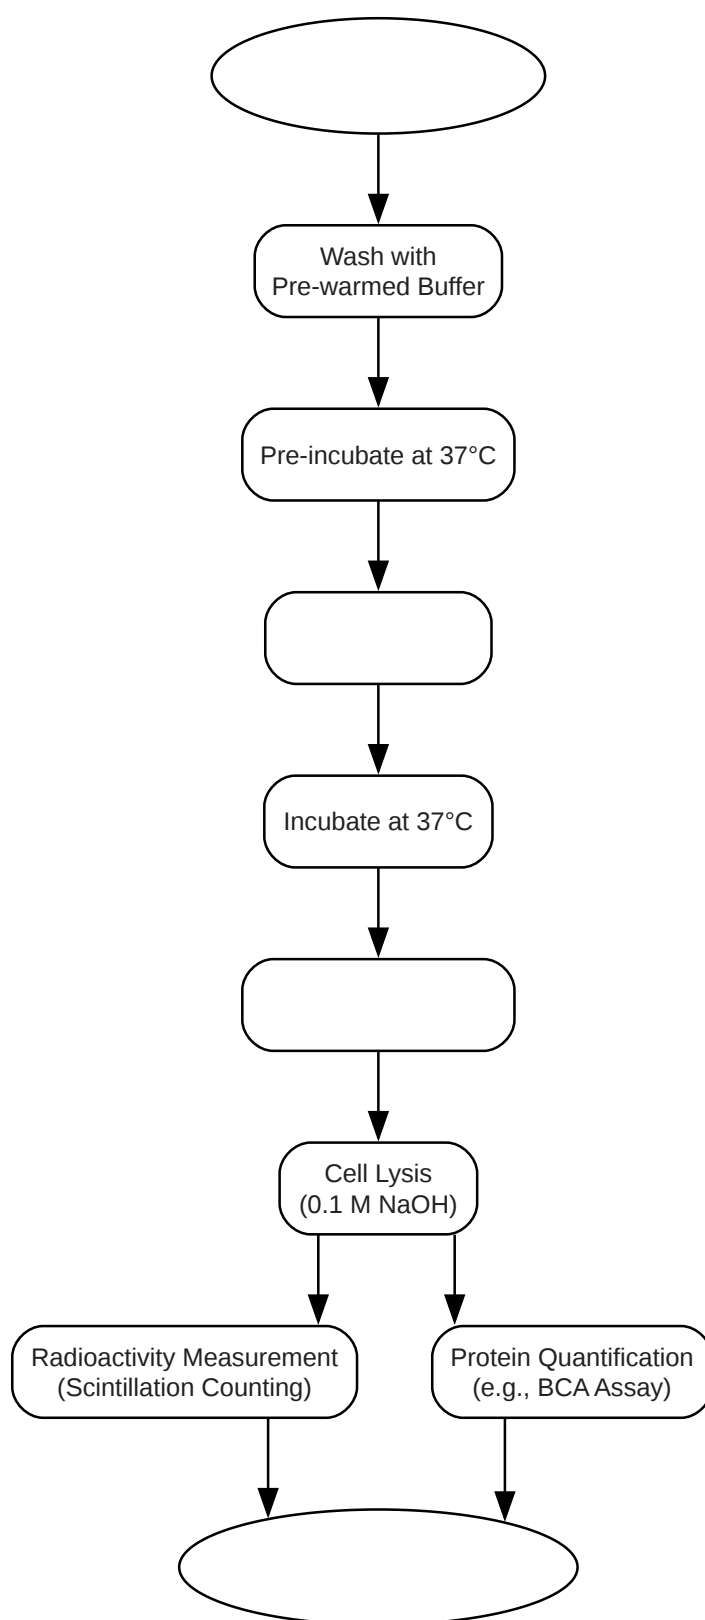 Wash with
Pre-warmed Buffer
Pre-incubate at 37°C
Incubate at 37°C
Cell Lysis
(0.1 M NaOH)
Radioactivity Measurement
(Scintillation Counting)
Protein Quantification
(e.g., BCA Assay)